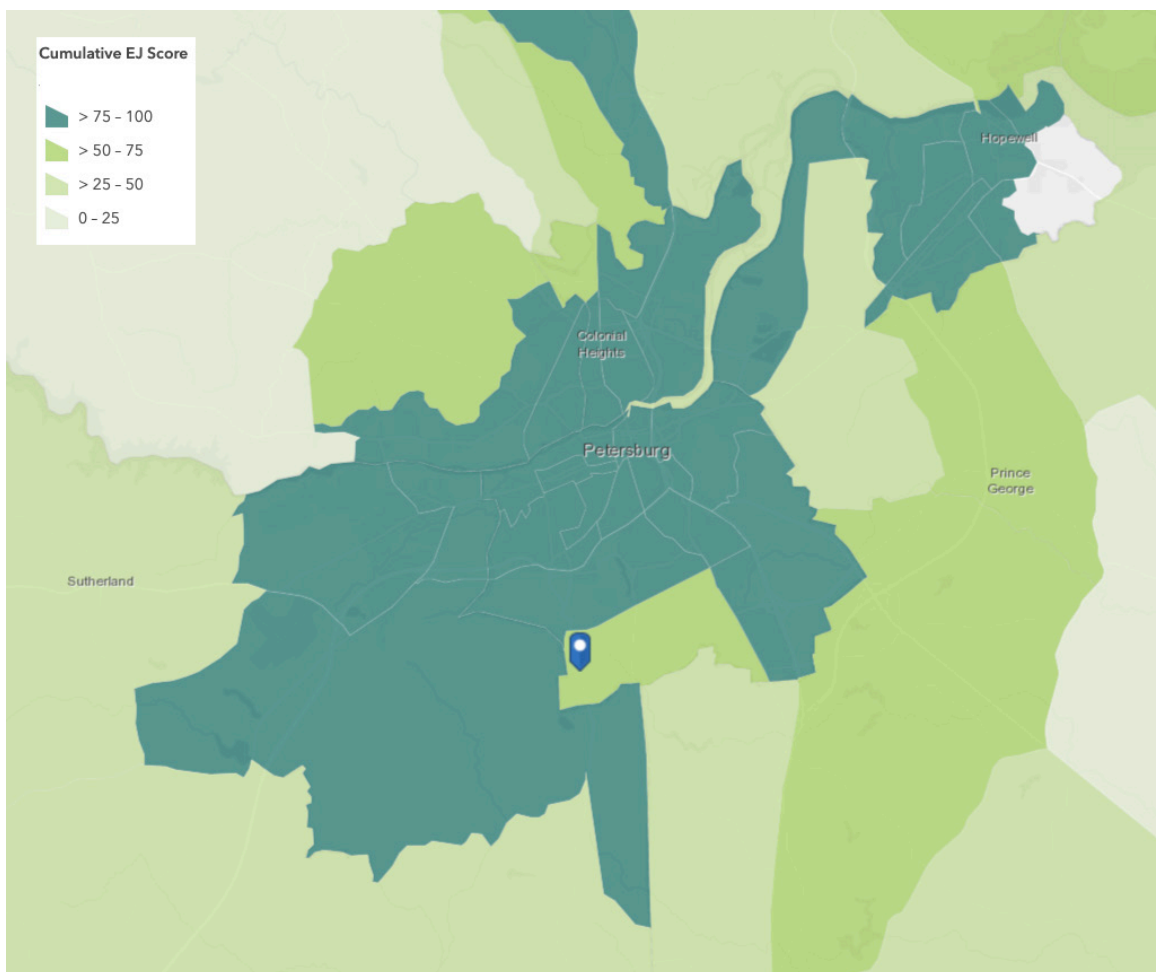 Cumulative EJ Score
> 75 – 100
> 50 – 75
> 25 – 50
0 – 25
Hopewell
Colonial
Heights
Petersburg
Prince
George
Sutherland